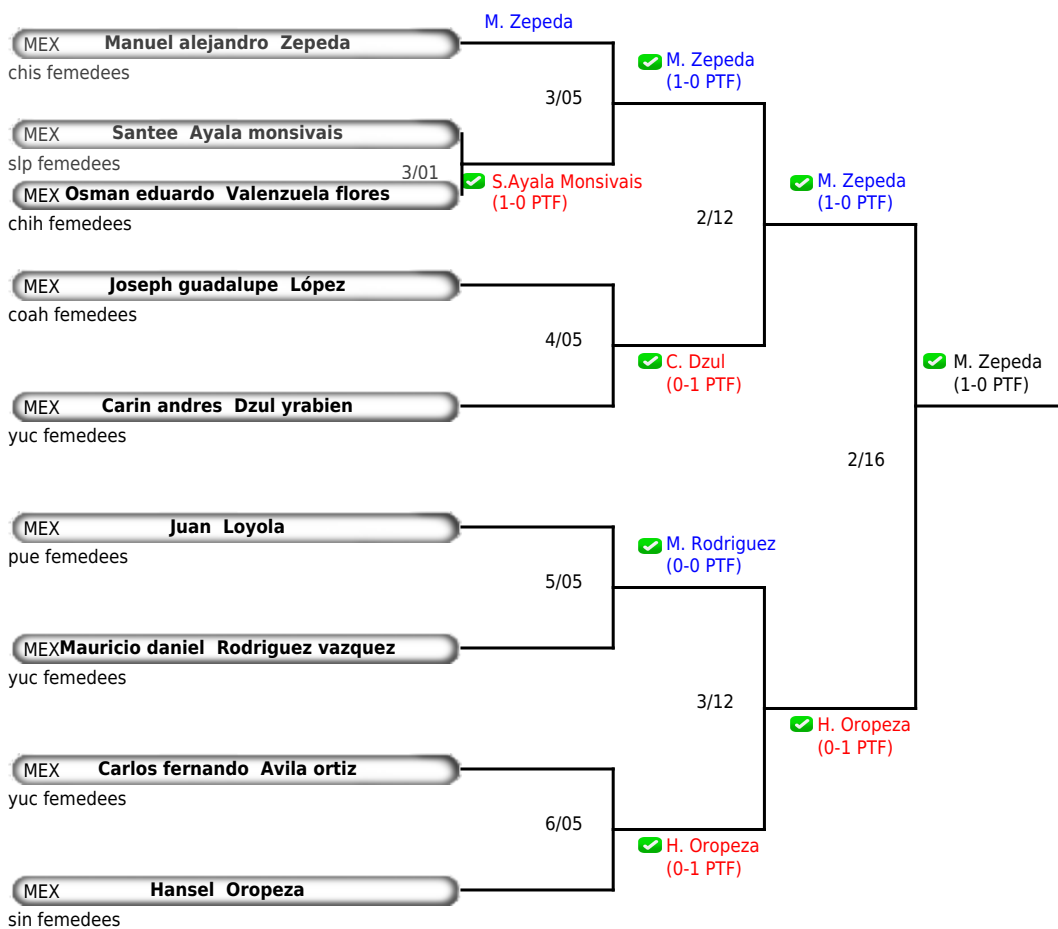 M. Zepeda
MEX Manuel alejandro Zepeda
chis femedees
M. Zepeda
(1-0 PTF)
3/05
MEX Santee Ayala monsivais
slp femedees
3/01
S.Ayala Monsivais
(1-0 PTF)
MEX Osman eduardo Valenzuela flores
chih femedees
M. Zepeda
(1-0 PTF)
2/12
MEX Joseph guadalupe López
coah femedees
4/05
C. Dzul
(0-1 PTF)
MEX Carin andres Dzul yrabien
yuc femedees
M. Zepeda
(1-0 PTF)
2/16
MEX Juan Loyola
pue femedees
M. Rodriguez
(0-0 PTF)
5/05
MEX Mauricio daniel Rodriguez vazquez
yuc femedees
3/12
H. Oropeza
(0-1 PTF)
MEX Carlos fernando Avila ortiz
yuc femedees
6/05
H. Oropeza
(0-1 PTF)
MEX Hansel Oropeza
sin femedees